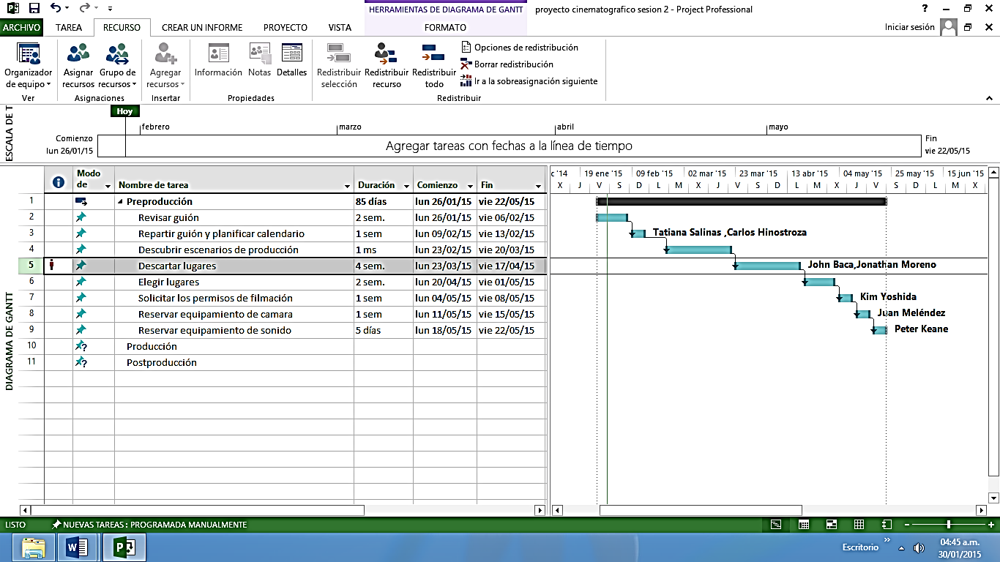 HERRAMIENTAS DE DIAGRAMA DE GANTT
proyecto cinematografico sesion 2 - Project Professional
ARCHIVO TAREA RECURSO CREAR UN INFORME PROYECTO VISTA FORMATO Iniciar sesión
Organizador de equipo
Asignar recursos
Grupo de recursos
Agregar recursos
Información Notas Detalles
Redistribuir selección
Redistribuir recurso
Redistribuir todo
Opciones de redistribución
Borrar redistribución
Ir a la sobreasignación siguiente
Ver Asignaciones Insertar Propiedades Redistribuir
ESCALA DE T
Hoy
febrero marzo abril mayo
Comienzo
lun 26/01/15
Agregar tareas con fechas a la línea de tiempo
Fin
vie 22/05/15
DIAGRAMA DE GANTT
Modo de Nombre de tarea Duración Comienzo Fin
c '14 19 ene '15 09 feb '15 02 mar '15 23 mar '15 13 abr '15 04 may '15 25 may '15 15 jun '15
X J V S D L M X J V S D L M X J V S D L M X
1 Preproducción 85 días lun 26/01/15 vie 22/05/15
2 Revisar guión 2 sem. lun 26/01/15 vie 06/02/15
3 Repartir guión y planificar calendario 1 sem lun 09/02/15 vie 13/02/15 Tatiana Salinas ,Carlos Hinostroza
4 Descubrir escenarios de producción 1 ms lun 23/02/15 vie 20/03/15
5 Descartar lugares 4 sem. lun 23/03/15 vie 17/04/15 John Baca,Jonathan Moreno
6 Elegir lugares 2 sem. lun 20/04/15 vie 01/05/15
7 Solicitar los permisos de filmación 1 sem lun 04/05/15 vie 08/05/15 Kim Yoshida
8 Reservar equipamiento de camara 1 sem lun 11/05/15 vie 15/05/15 Juan Meléndez
9 Reservar equipamiento de sonido 5 días lun 18/05/15 vie 22/05/15 Peter Keane
10 Producción
11 Postproducción
LISTO NUEVAS TAREAS : PROGRAMADA MANUALMENTE
Escritorio
04:45 a.m.
30/01/2015